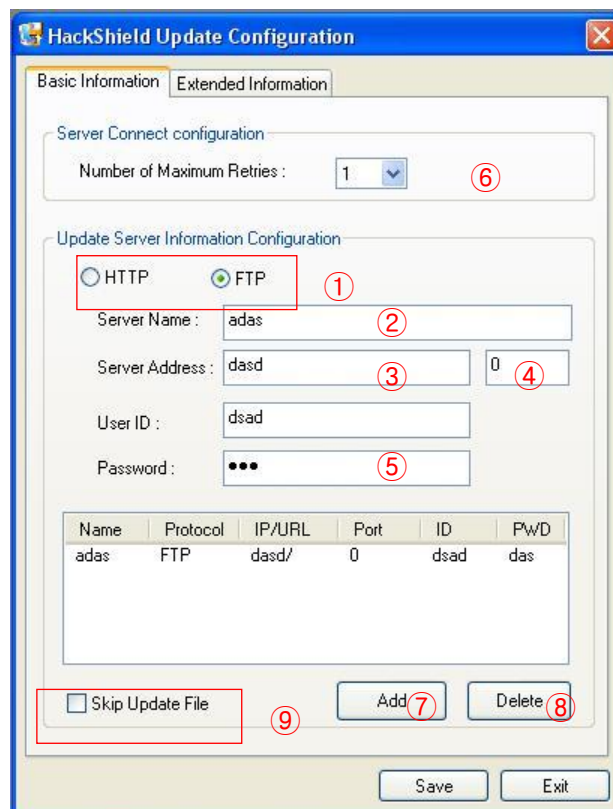 HackShield Update Configuration
Basic Information Extended Information
Server Connect configuration
Number of Maximum Retries : 1 ⑥
Update Server Information Configuration
HTTP FTP ①
Server Name : adas ②
Server Address : dasd ③ 0 ④
User ID : dsad
Password : ●●● ⑤
Name Protocol IP/URL Port ID PWD
adas FTP dasd/ 0 dsad das
Skip Update File ⑨ Add ⑦ Delete ⑧
Save Exit